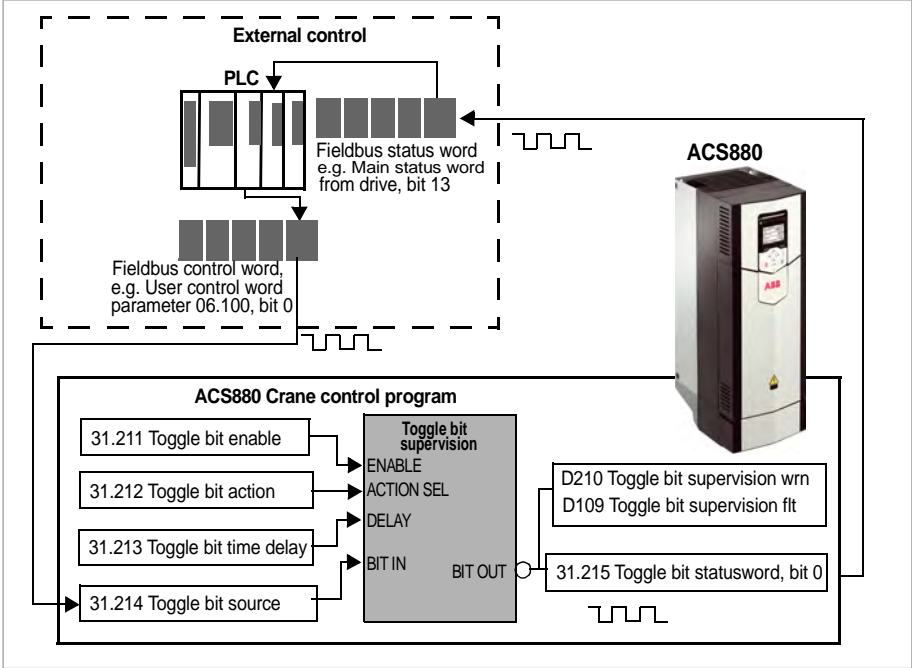 External control
PLC
Fieldbus status word
e.g. Main status word
from drive, bit 13
ACS880
ABB
Fieldbus control word,
e.g. User control word
parameter 06.100, bit 0
ACS880 Crane control program
31.211 Toggle bit enable
31.212 Toggle bit action
31.213 Toggle bit time delay
31.214 Toggle bit source
Toggle bit
supervision
ENABLE
ACTION SEL
DELAY
BIT IN
BIT OUT
D210 Toggle bit supervision wrn
D109 Toggle bit supervision flt
31.215 Toggle bit statusword, bit 0